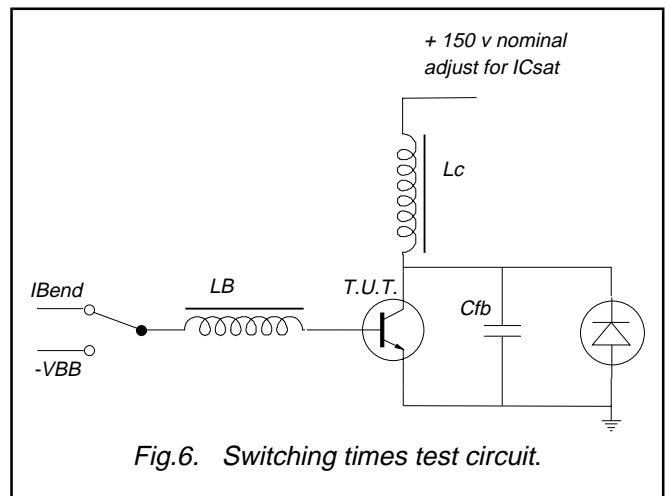 + 150 v nominal
adjust for ICsat
Lc
IBend
LB
T.U.T.
Cfb
-VBB
Fig.6. Switching times test circuit.